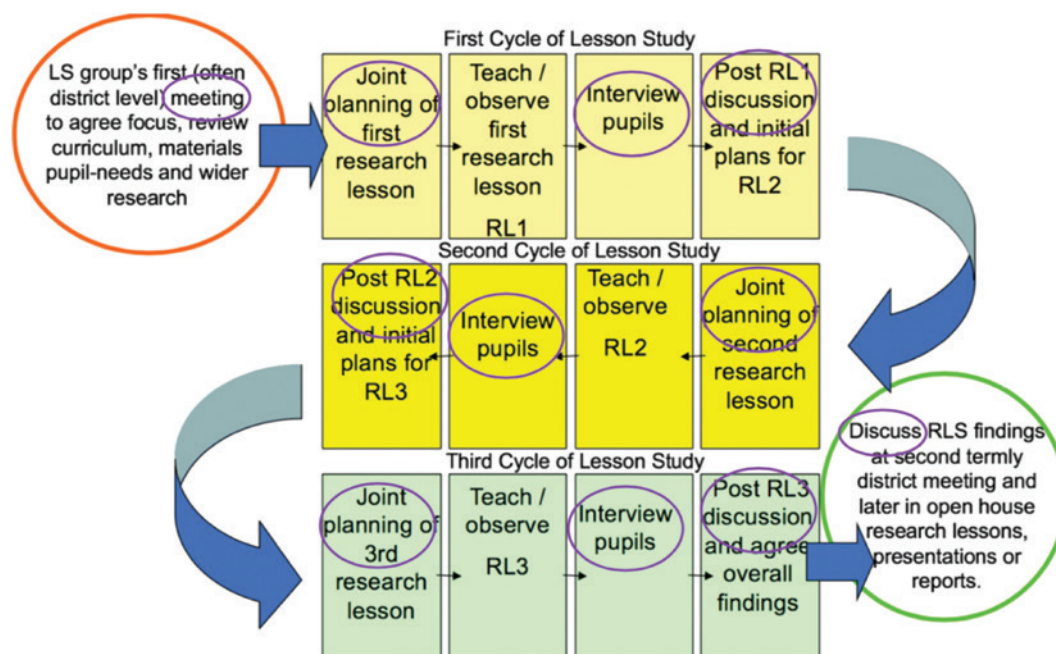 LS group's first (often
district level) meeting
to agree focus, review
curriculum, materials
pupil-needs and wider
research
First Cycle of Lesson Study
Joint
planning of
first
research
lesson
Teach /
observe
first
research
lesson
RL1
Interview
pupils
Post RL1
discussion
and initial
plans for
RL2
Second Cycle of Lesson Study
Post RL2
discussion
and initial
plans for
RL3
Interview
pupils
Teach /
observe
RL2
Joint
planning of
second
research
lesson
Third Cycle of Lesson Study
Joint
planning of
3rd
research
lesson
Teach /
observe
RL3
Interview
pupils
Post RL3
discussion
and agree
overall
findings
Discuss RLS findings
at second termly
district meeting and
later in open house
research lessons,
presentations or
reports.